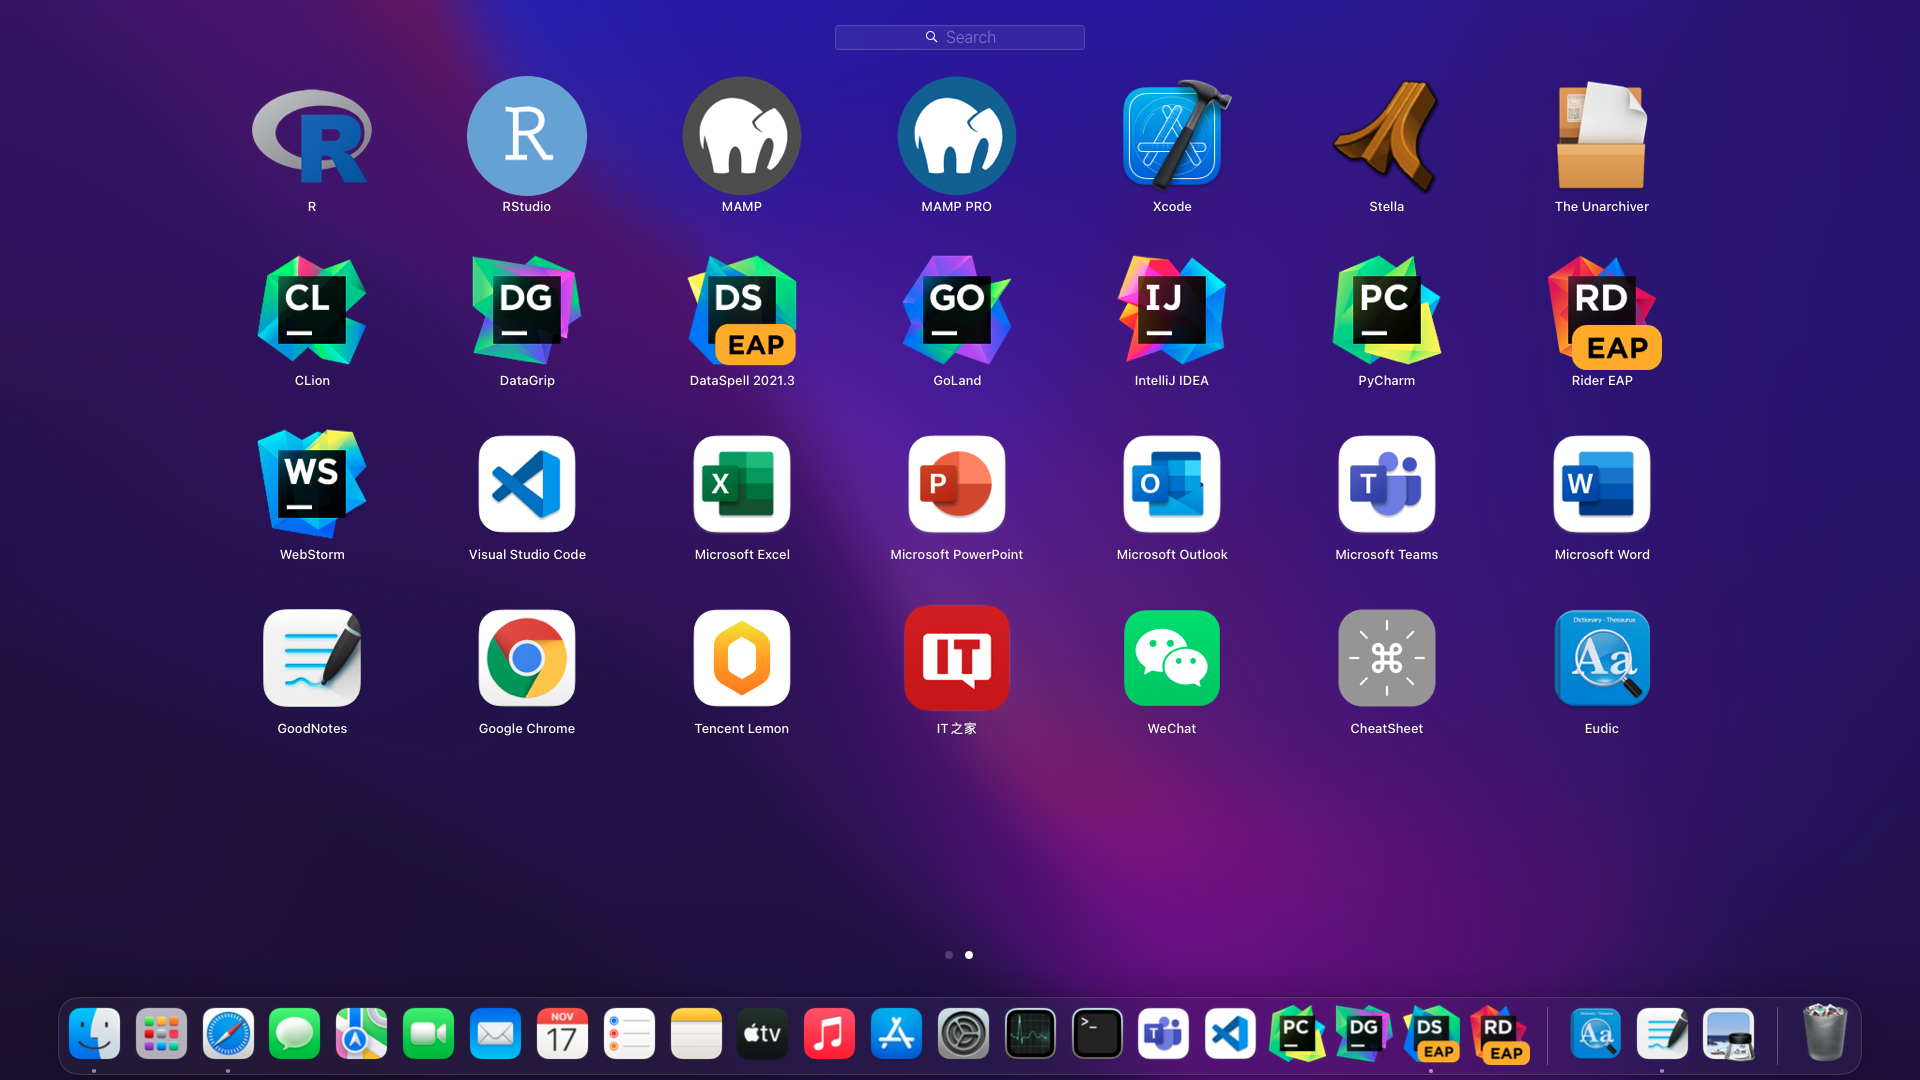 Search
R
RStudio
MAMP
MAMP PRO
Xcode
Stella
The Unarchiver
CL
DG
DS
EAP
GO
IJ
PC
RD
EAP
CLion
DataGrip
DataSpell 2021.3
GoLand
IntelliJ IDEA
PyCharm
Rider EAP
WS
X
P
O
T
W
WebStorm
Visual Studio Code
Microsoft Excel
Microsoft PowerPoint
Microsoft Outlook
Microsoft Teams
Microsoft Word
IT
Dictionary - Thesaurus
Aa
GoodNotes
Google Chrome
Tencent Lemon
IT之家
WeChat
CheatSheet
Eudic
NOV
17
tv
>_
T
PC
DG
DS
EAP
RD
EAP
Aa